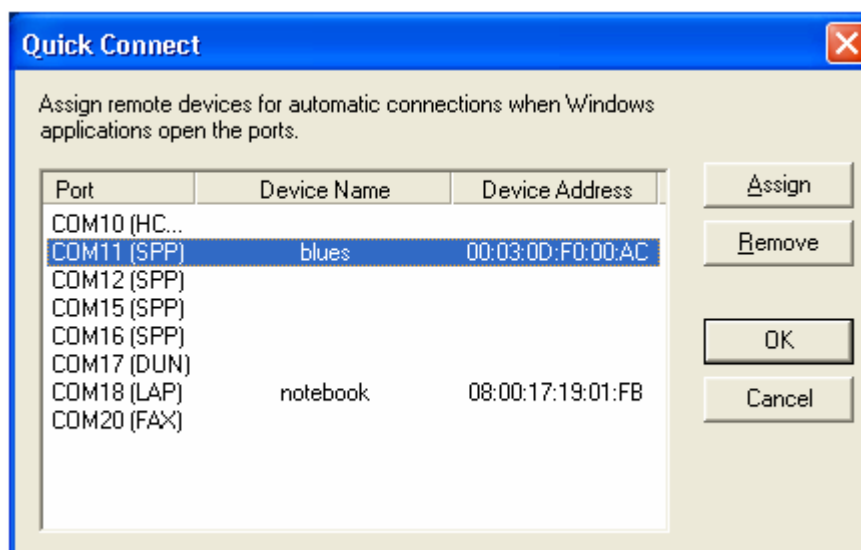 Quick Connect
Assign remote devices for automatic connections when Windows
applications open the ports.
Port Device Name Device Address
COM10 (HC...
COM11 (SPP) blues 00:03:0D:F0:00:AC
COM12 (SPP)
COM15 (SPP)
COM16 (SPP)
COM17 (DUN)
COM18 (LAP) notebook 08:00:17:19:01:FB
COM20 (FAX)
Assign
Remove
OK
Cancel